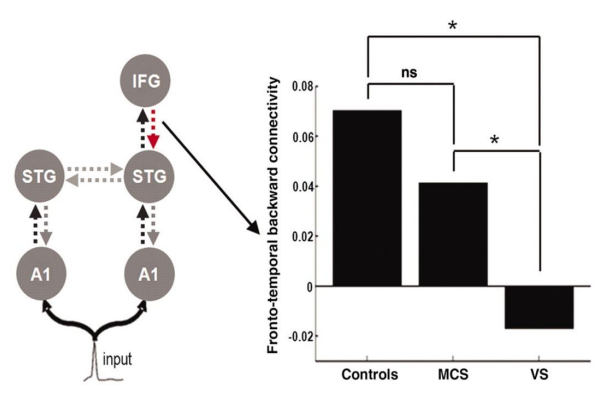 IFG
STG
STG
A1
A1
input
Fronto-temporal backward connectivity
0.08
0.06
0.04
0.02
0
-0.02
*
ns
*
Controls
MCS
VS